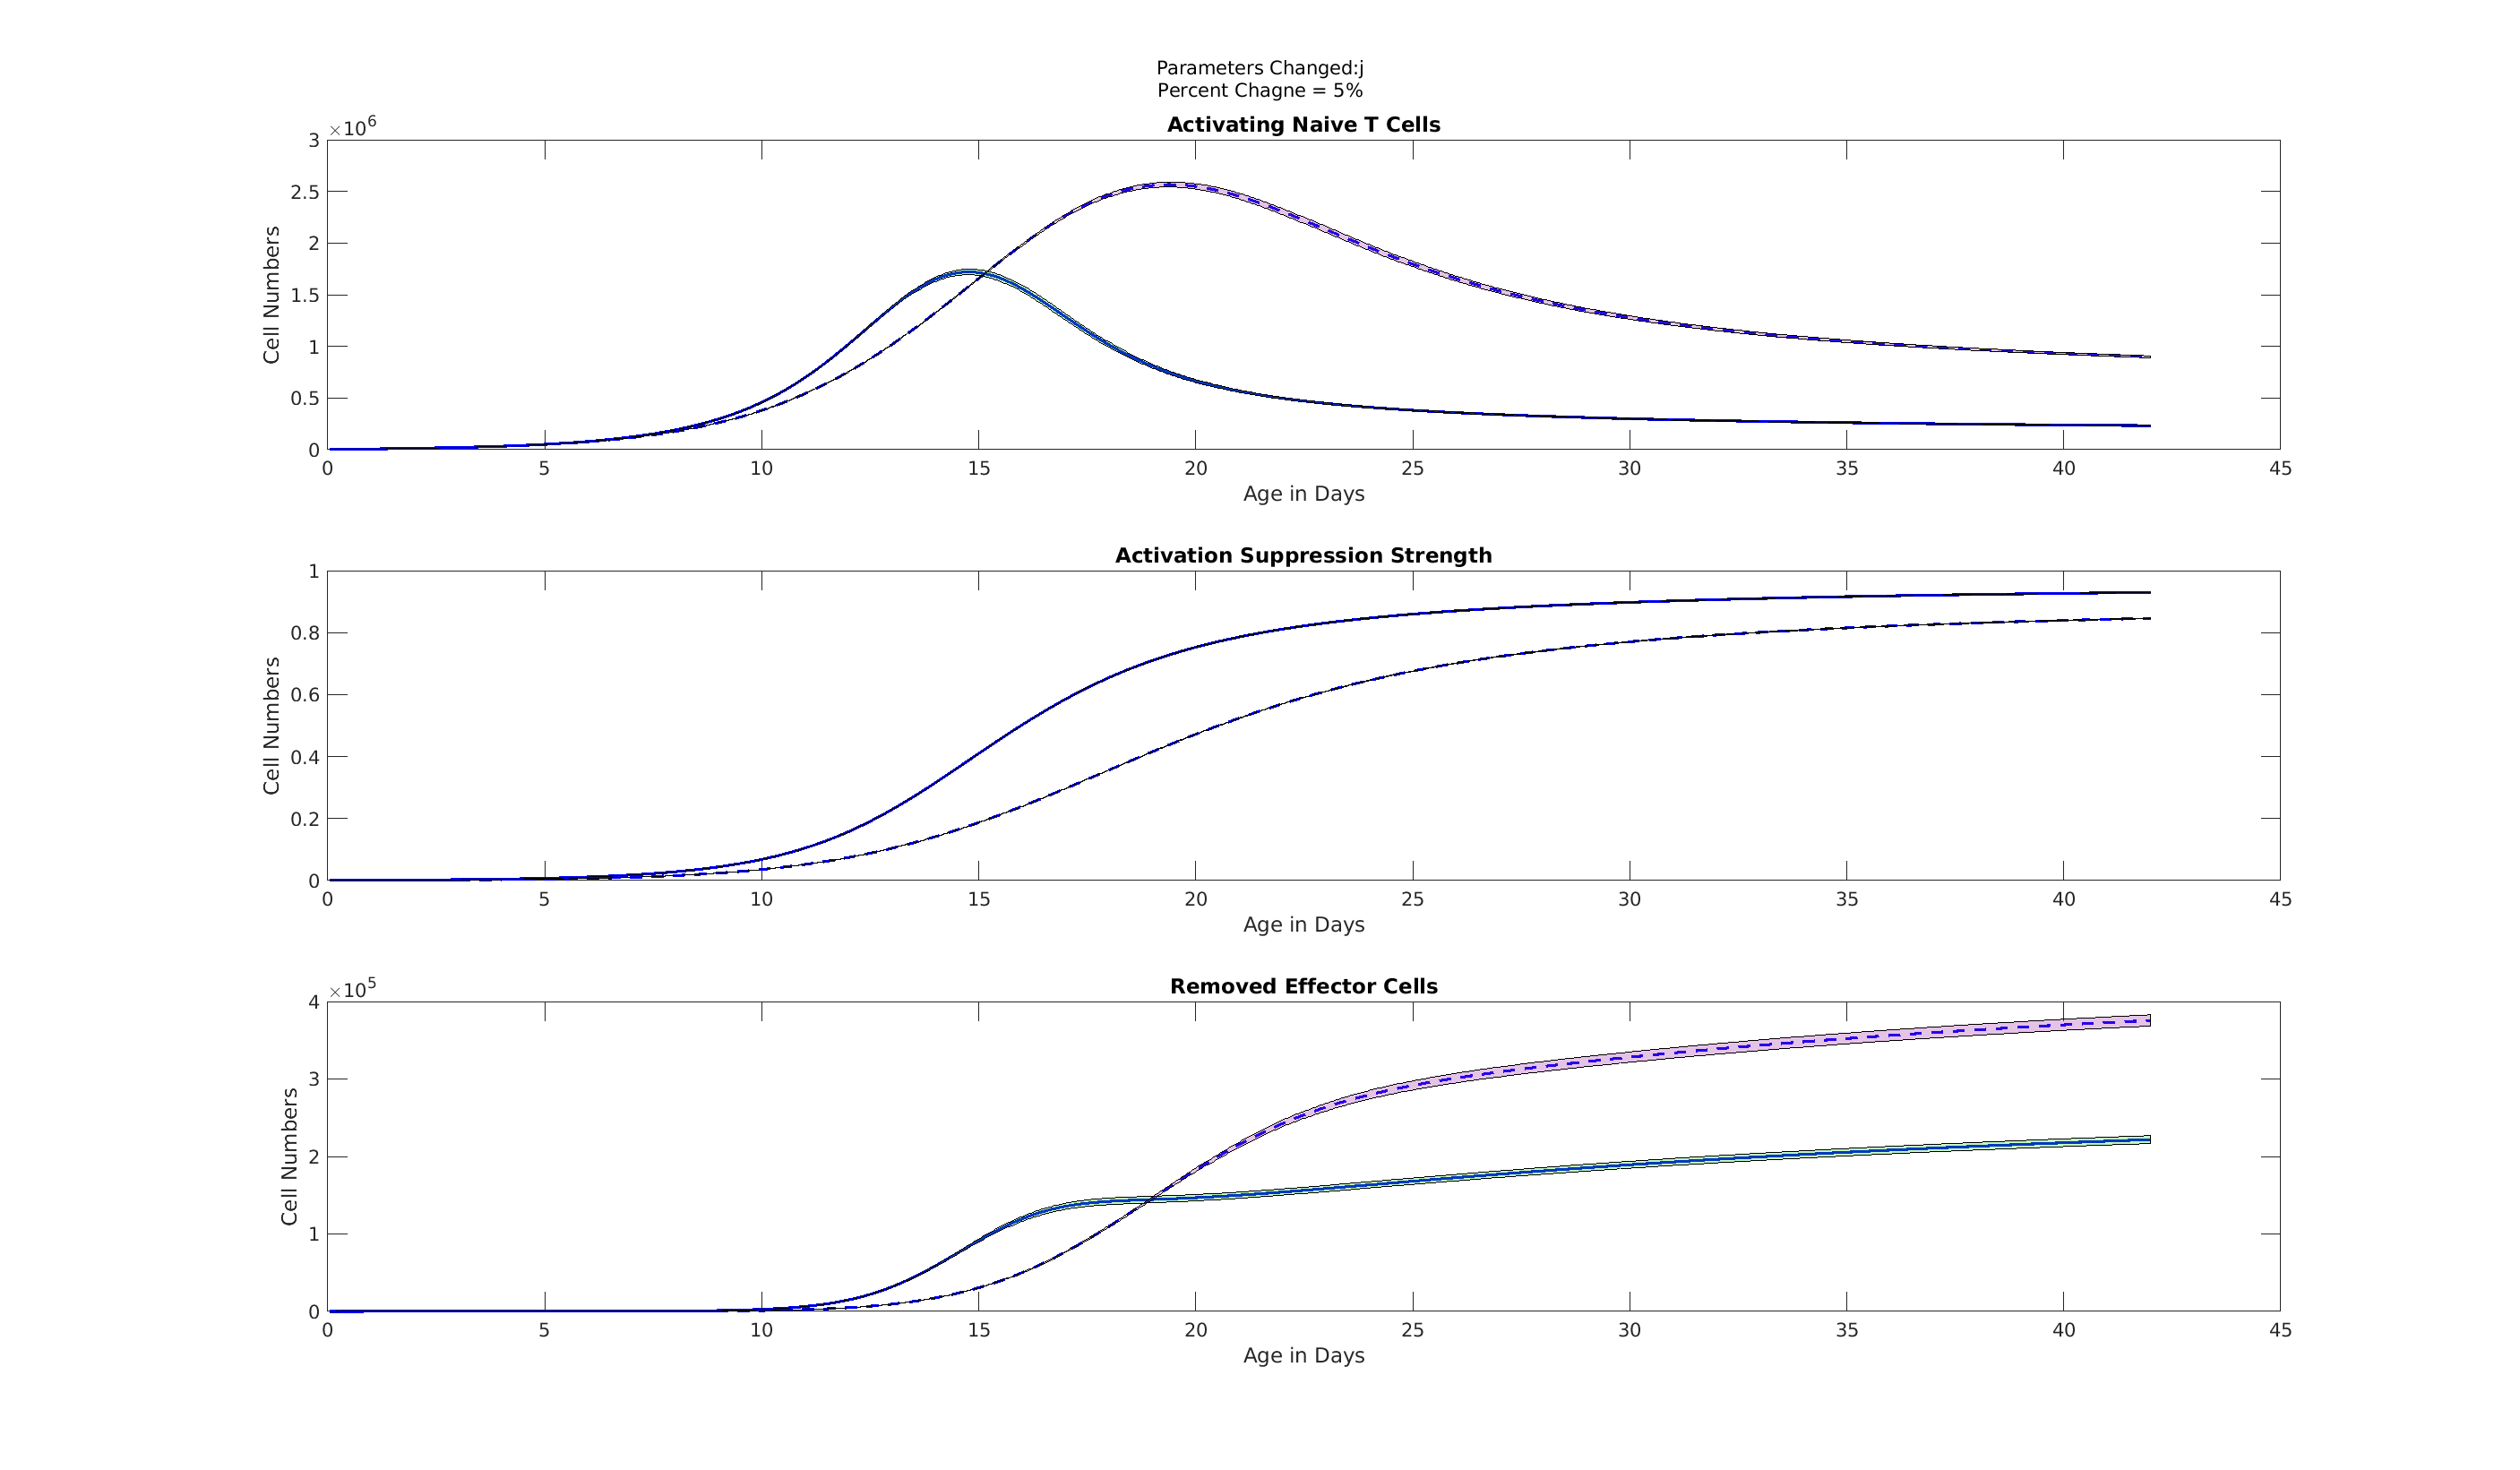 Parameters Changed:j
Percent Chagne = 5%
Activating Naive T Cells
×10^6
3
2.5
2
1.5
1
0.5
0
Cell Numbers
0 5 10 15 20 25 30 35 40 45
Age in Days
Activation Suppression Strength
1
0.8
0.6
0.4
0.2
0
Cell Numbers
0 5 10 15 20 25 30 35 40 45
Age in Days
Removed Effector Cells
×10^5
4
3
2
1
0
Cell Numbers
0 5 10 15 20 25 30 35 40 45
Age in Days